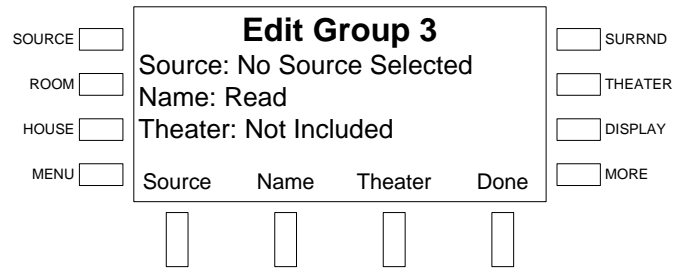 Edit Group 3
SOURCE
SURRND
Source: No Source Selected
ROOM
THEATER
Name: Read
HOUSE
Theater: Not Included
DISPLAY
MENU
Source Name Theater Done
MORE